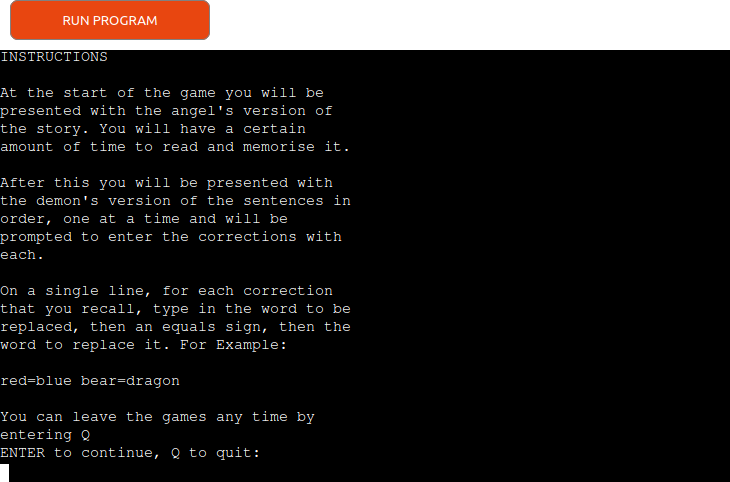 RUN PROGRAM
INSTRUCTIONS
At the start of the game you will be
presented with the angel's version of
the story. You will have a certain
amount of time to read and memorise it.
After this you will be presented with
the demon's version of the sentences in
order, one at a time and will be
prompted to enter the corrections with
each.
On a single line, for each correction
that you recall, type in the word to be
replaced, then an equals sign, then the
word to replace it. For Example:
red=blue bear=dragon
You can leave the games any time by
entering Q
ENTER to continue, Q to quit: